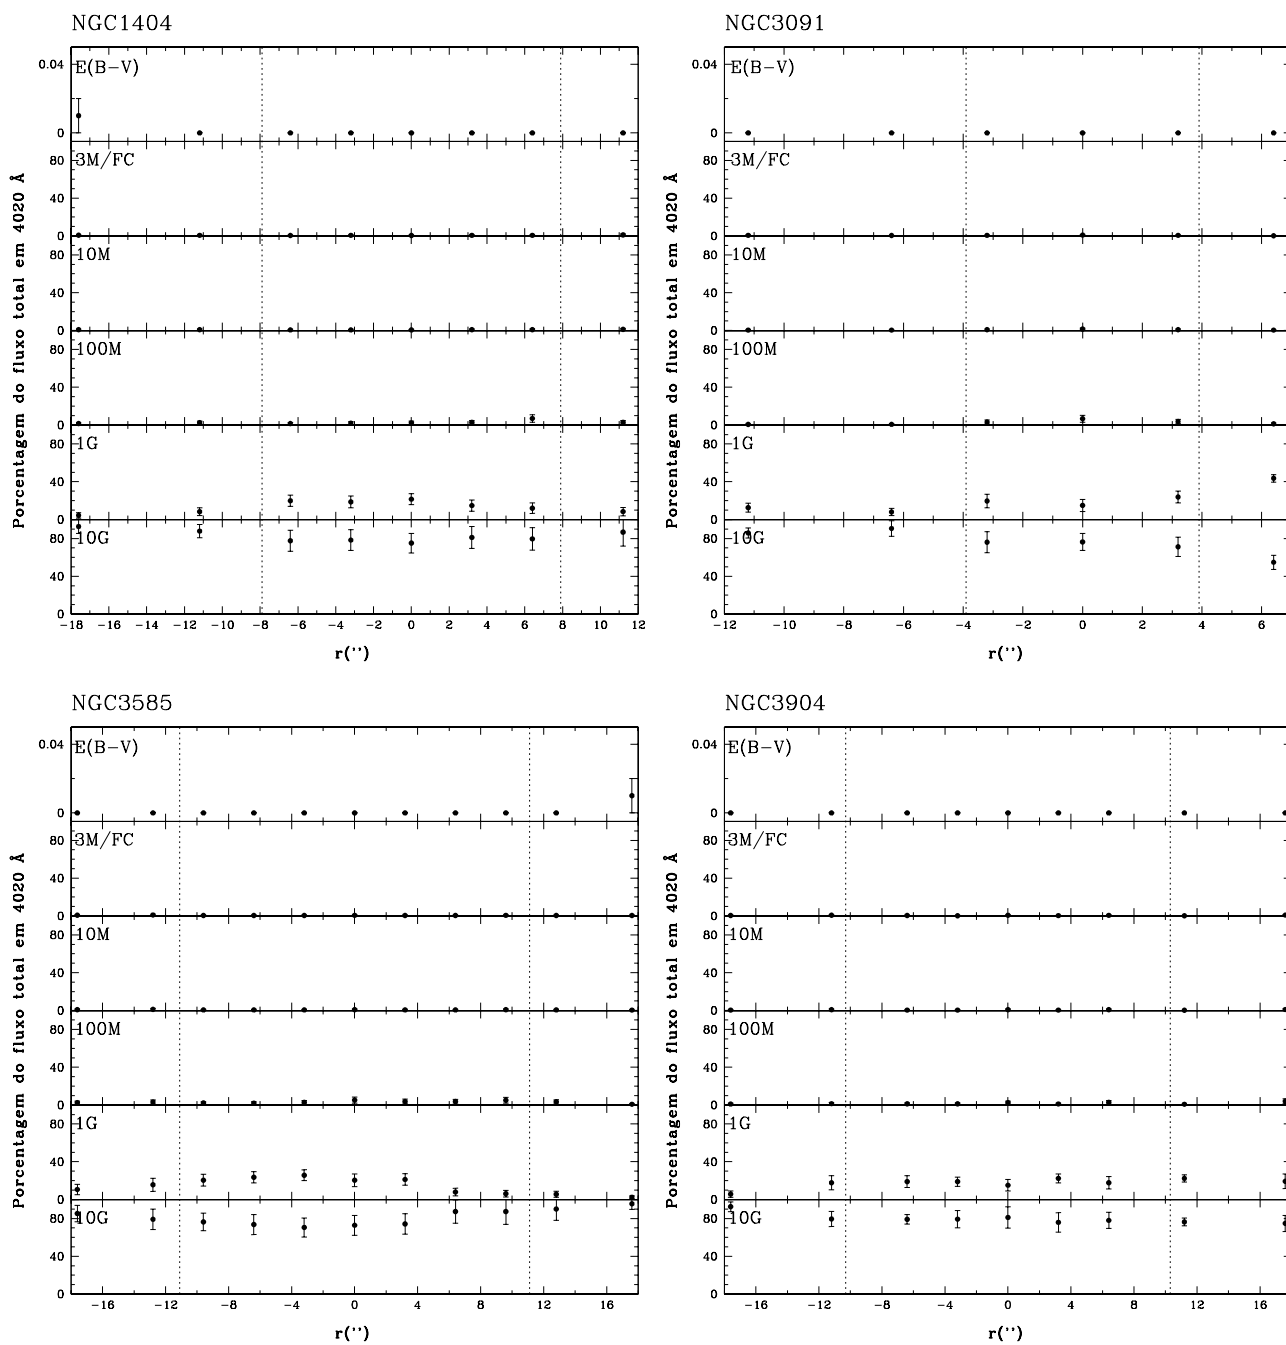 NGC1404
E(B−V)
0.04
0
3M/FC
80
40
0
10M
80
40
0
100M
80
40
0
1G
80
40
0
10G
80
40
0
−18 −16 −14 −12 −10 −8 −6 −4 −2 0 2 4 6 8 10 12
r('')
Porcentagem do fluxo total em 4020 Å
NGC3091
E(B−V)
0.04
0
3M/FC
80
40
0
10M
80
40
0
100M
80
40
0
1G
80
40
0
10G
80
40
0
−12 −10 −8 −6 −4 −2 0 2 4 6
r('')
Porcentagem do fluxo total em 4020 Å
NGC3585
E(B−V)
0.04
0
3M/FC
80
40
0
10M
80
40
0
100M
80
40
0
1G
80
40
0
10G
80
40
0
−16 −12 −8 −4 0 4 8 12 16
r('')
Porcentagem do fluxo total em 4020 Å
NGC3904
E(B−V)
0.04
0
3M/FC
80
40
0
10M
80
40
0
100M
80
40
0
1G
80
40
0
10G
80
40
0
−16 −12 −8 −4 0 4 8 12 16
r('')
Porcentagem do fluxo total em 4020 Å